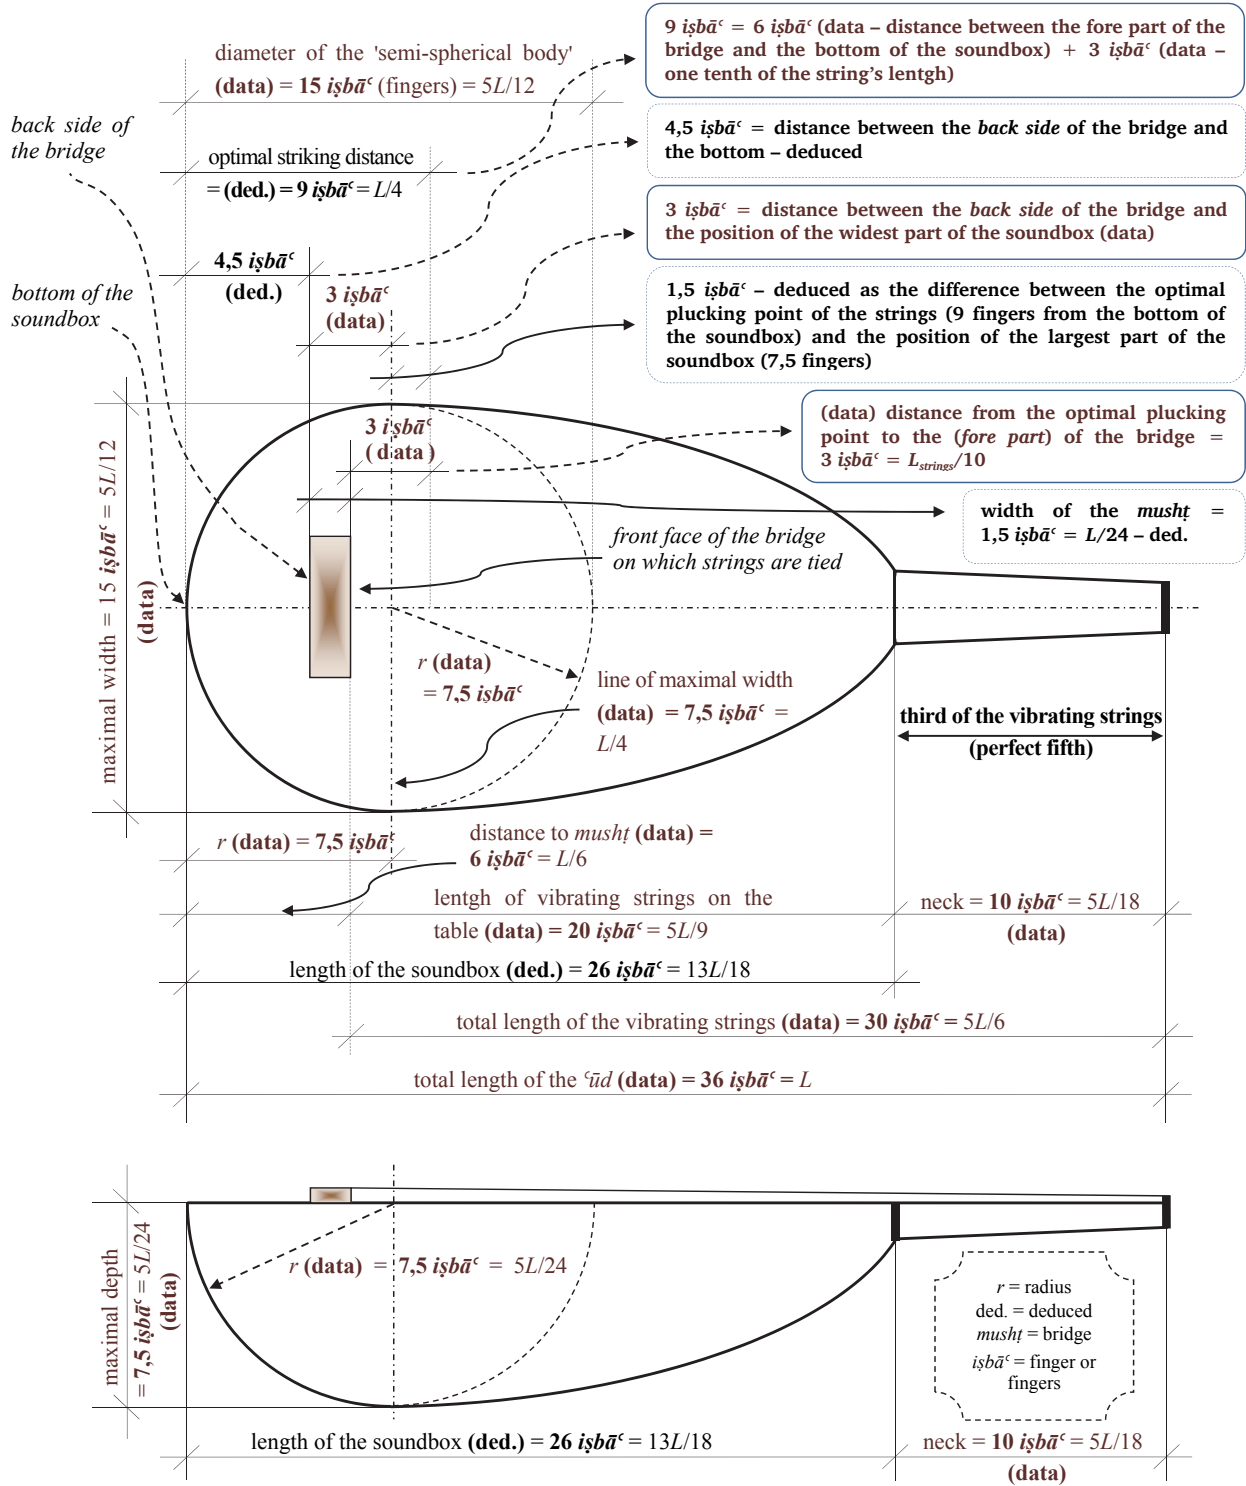 diameter of the 'semi-spherical body'
(data) = 15 iṣbāʿ (fingers) = 5L/12
9 iṣbāʿ = 6 iṣbāʿ (data – distance between the fore part of the
bridge and the bottom of the soundbox) + 3 iṣbāʿ (data –
one tenth of the string’s lentgh)
back side of
the bridge
optimal striking distance
= (ded.) = 9 iṣbāʿ = L/4
4,5 iṣbāʿ = distance between the back side of the bridge and
the bottom – deduced
3 iṣbāʿ = distance between the back side of the bridge and
the position of the widest part of the soundbox (data)
4,5 iṣbāʿ
(ded.)
bottom of the
soundbox
3 iṣbāʿ
(data)
1,5 iṣbāʿ – deduced as the difference between the optimal
plucking point of the strings (9 fingers from the bottom of
the soundbox) and the position of the largest part of the
soundbox (7,5 fingers)
3 iṣbāʿ
(data)
(data) distance from the optimal plucking
point to the (fore part) of the bridge =
3 iṣbāʿ = Lstrings/10
width of the mushṭ =
1,5 iṣbāʿ = L/24 – ded.
front face of the bridge
on which strings are tied
maximal width = 15 iṣbāʿ = 5L/12
(data)
r (data)
= 7,5 iṣbāʿ
line of maximal width
(data) = 7,5 iṣbāʿ =
L/4
third of the vibrating strings
(perfect fifth)
r (data) = 7,5 iṣbāʿ
distance to mushṭ (data) =
6 iṣbāʿ = L/6
lentgh of vibrating strings on the
table (data) = 20 iṣbāʿ = 5L/9
neck = 10 iṣbāʿ = 5L/18
(data)
length of the soundbox (ded.) = 26 iṣbāʿ = 13L/18
total length of the vibrating strings (data) = 30 iṣbāʿ = 5L/6
total length of the ʿūd (data) = 36 iṣbāʿ = L
maximal depth
= 7,5 iṣbāʿ = 5L/24
(data)
r (data) = 7,5 iṣbāʿ = 5L/24
r = radius
ded. = deduced
mushṭ = bridge
iṣbāʿ = finger or
fingers
length of the soundbox (ded.) = 26 iṣbāʿ = 13L/18
neck = 10 iṣbāʿ = 5L/18
(data)